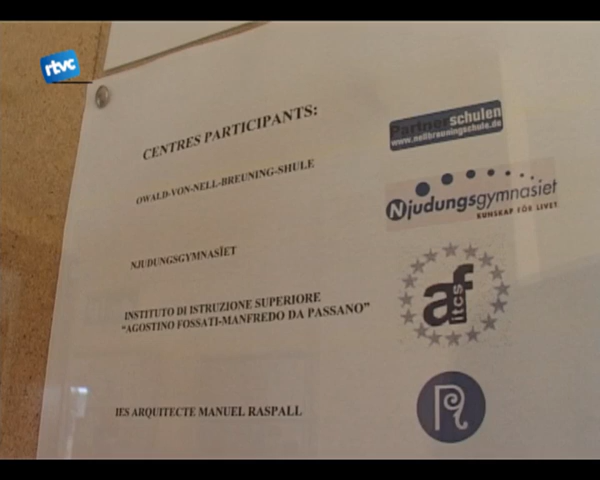 rtvc
CENTRES PARTICIPANTS:
OWALD-VON-NELL-BREUNING-SHULE
Partnerschulen
www.nellbreuningschule.de
NJUDUNGSGYMNASÏET
Njudungsgymnasiet
KUNSKAP FÖR LIVET
INSTITUTO DI ISTRUZIONE SUPERIORE
"AGOSTINO FOSSATI-MANFREDO DA PASSANO"
af
itcs
IES ARQUITECTE MANUEL RASPALL
R